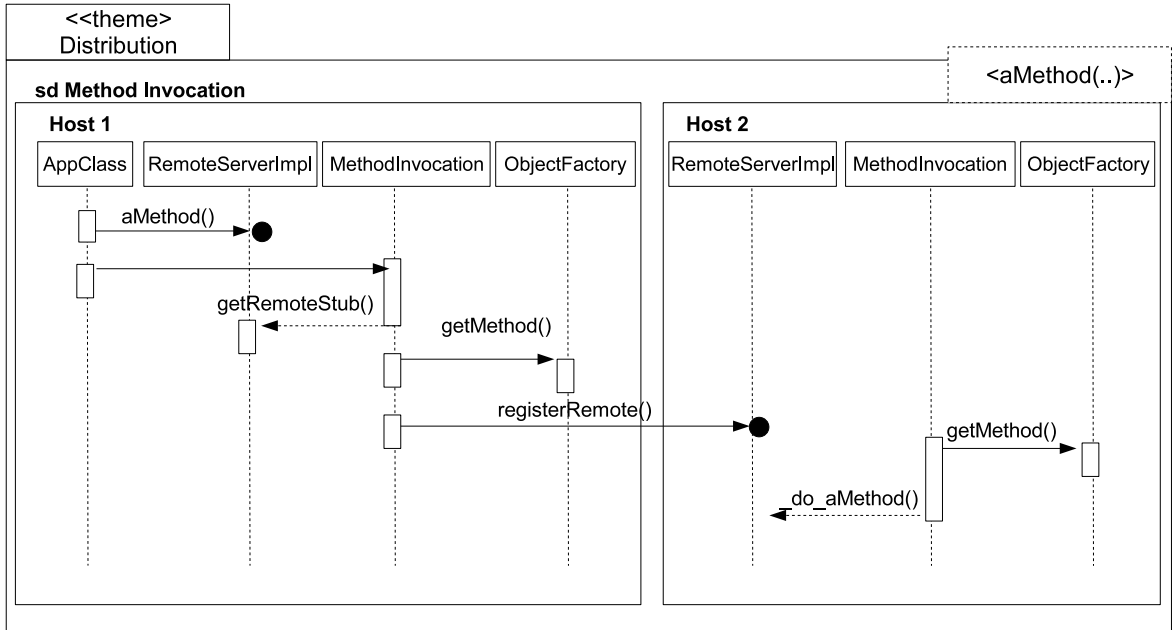 <<theme>
Distribution
<aMethod(..)>
sd Method Invocation
Host 1
Host 2
AppClass
RemoteServerImpl
MethodInvocation
ObjectFactory
RemoteServerImpl
MethodInvocation
ObjectFactory
aMethod()
getRemoteStub()
getMethod()
registerRemote()
getMethod()
_do_aMethod()